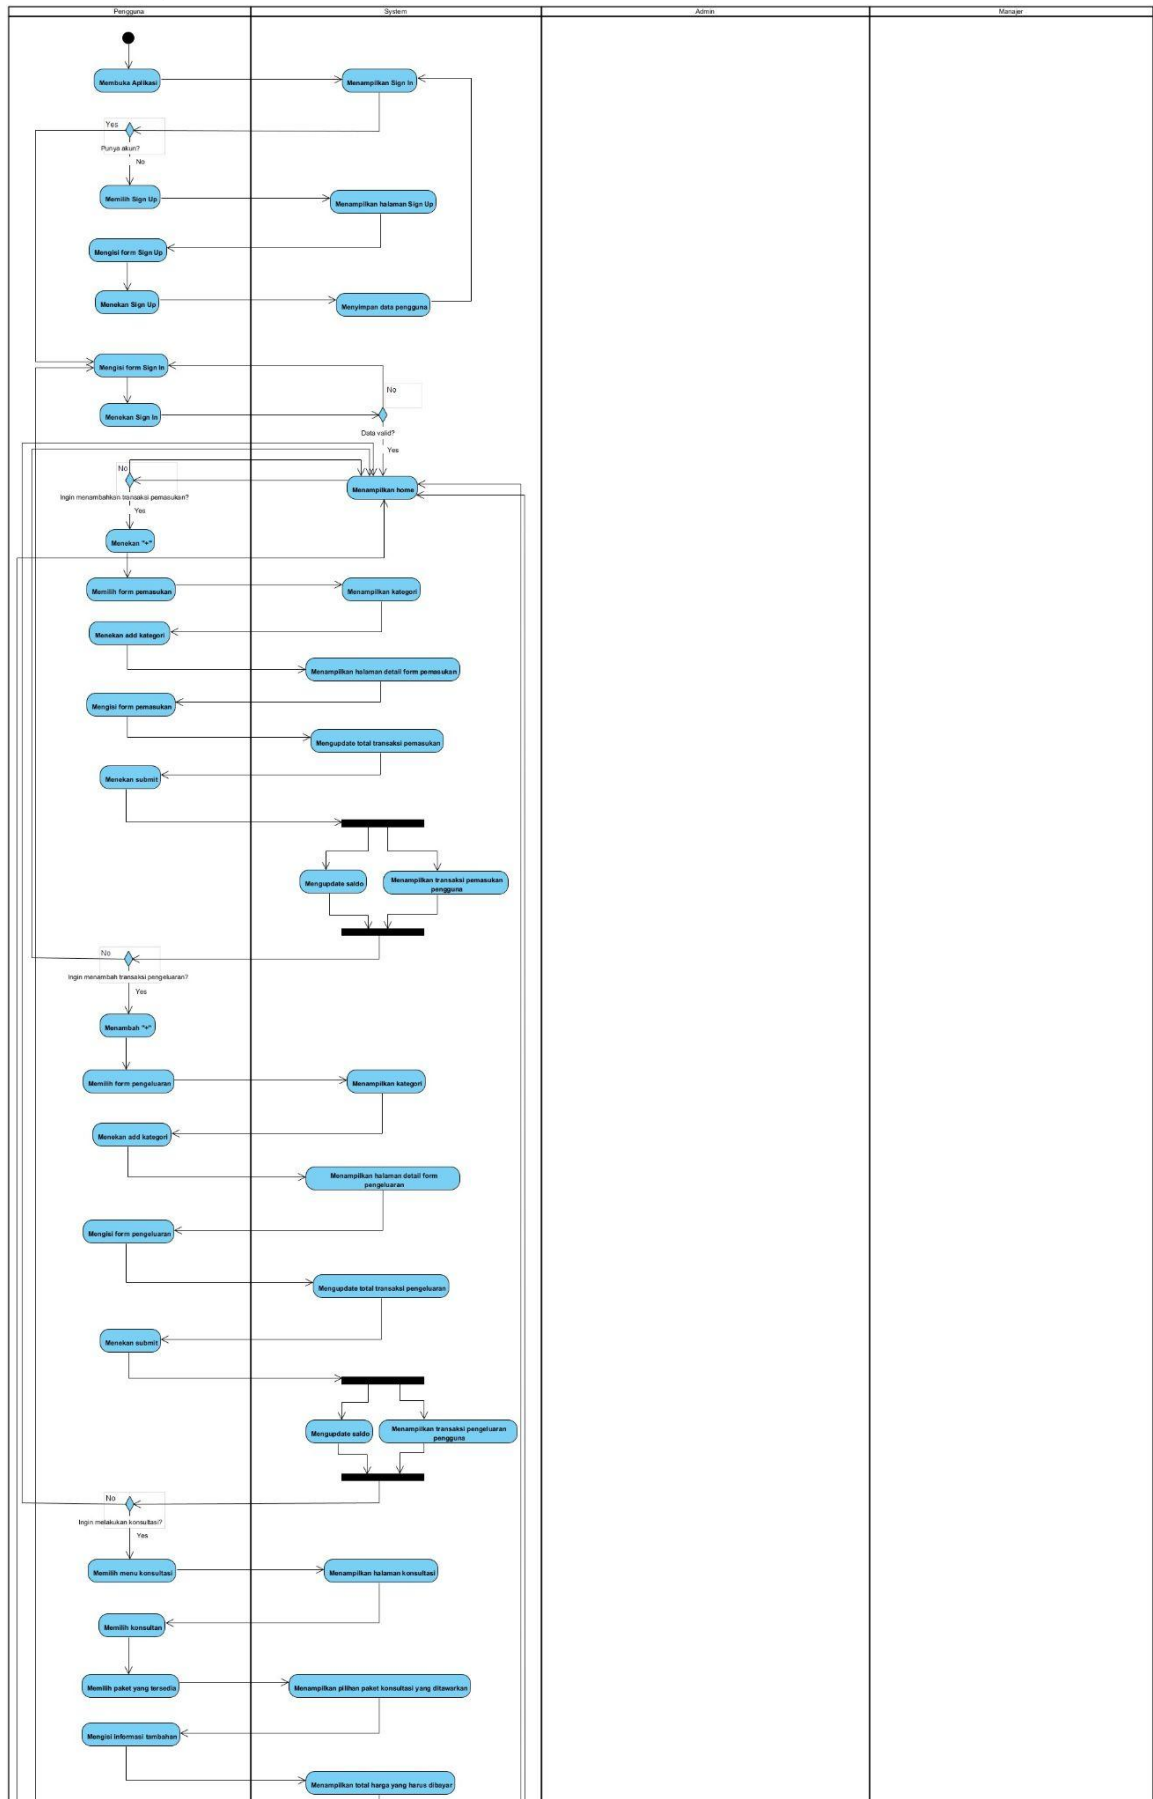 Pengguna
System
Admin
Manajer
Membuka Aplikasi
Menampilkan Sign In
Yes
Punya akun?
No
Memilih Sign Up
Menampilkan halaman Sign Up
Mengisi form Sign Up
Menekan Sign Up
Menyimpan data pengguna
Mengisi form Sign In
No
Menekan Sign In
Data valid?
Yes
No
Menampilkan home
Ingin menambahkan transaksi pemasukan?
Yes
Menekan "+"
Memilih form pemasukan
Menampilkan kategori
Menekan add kategori
Menampilkan halaman detail form pemasukan
Mengisi form pemasukan
Mengupdate total transaksi pemasukan
Menekan submit
Mengupdate saldo
Menampilkan transaksi pemasukan
pengguna
No
Ingin menambah transaksi pengeluaran?
Yes
Menambah "+"
Memilih form pengeluaran
Menampilkan kategori
Menekan add kategori
Menampilkan halaman detail form
pengeluaran
Mengisi form pengeluaran
Mengupdate total transaksi pengeluaran
Menekan submit
Mengupdate saldo
Menampilkan transaksi pengeluaran
pengguna
No
Ingin melakukan konsultasi?
Yes
Memilih menu konsultasi
Menampilkan halaman konsultasi
Memilih konsultan
Memilih paket yang tersedia
Menampilkan pilihan paket konsultasi yang ditawarkan
Mengisi informasi tambahan
Menampilkan total harga yang harus dibayar